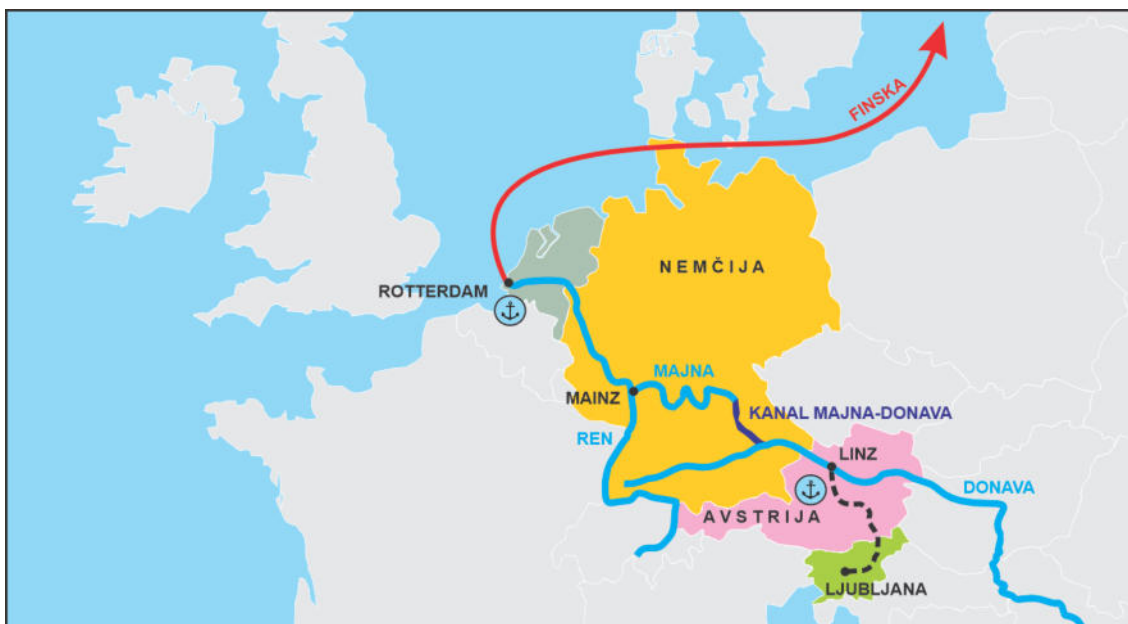 FINSKA
NEMČIJA
ROTTERDAM
MAJNA
MAINZ
KANAL MAJNA-DONAVA
REN
LINZ
DONAVA
AVSTRIJA
LJUBLJANA